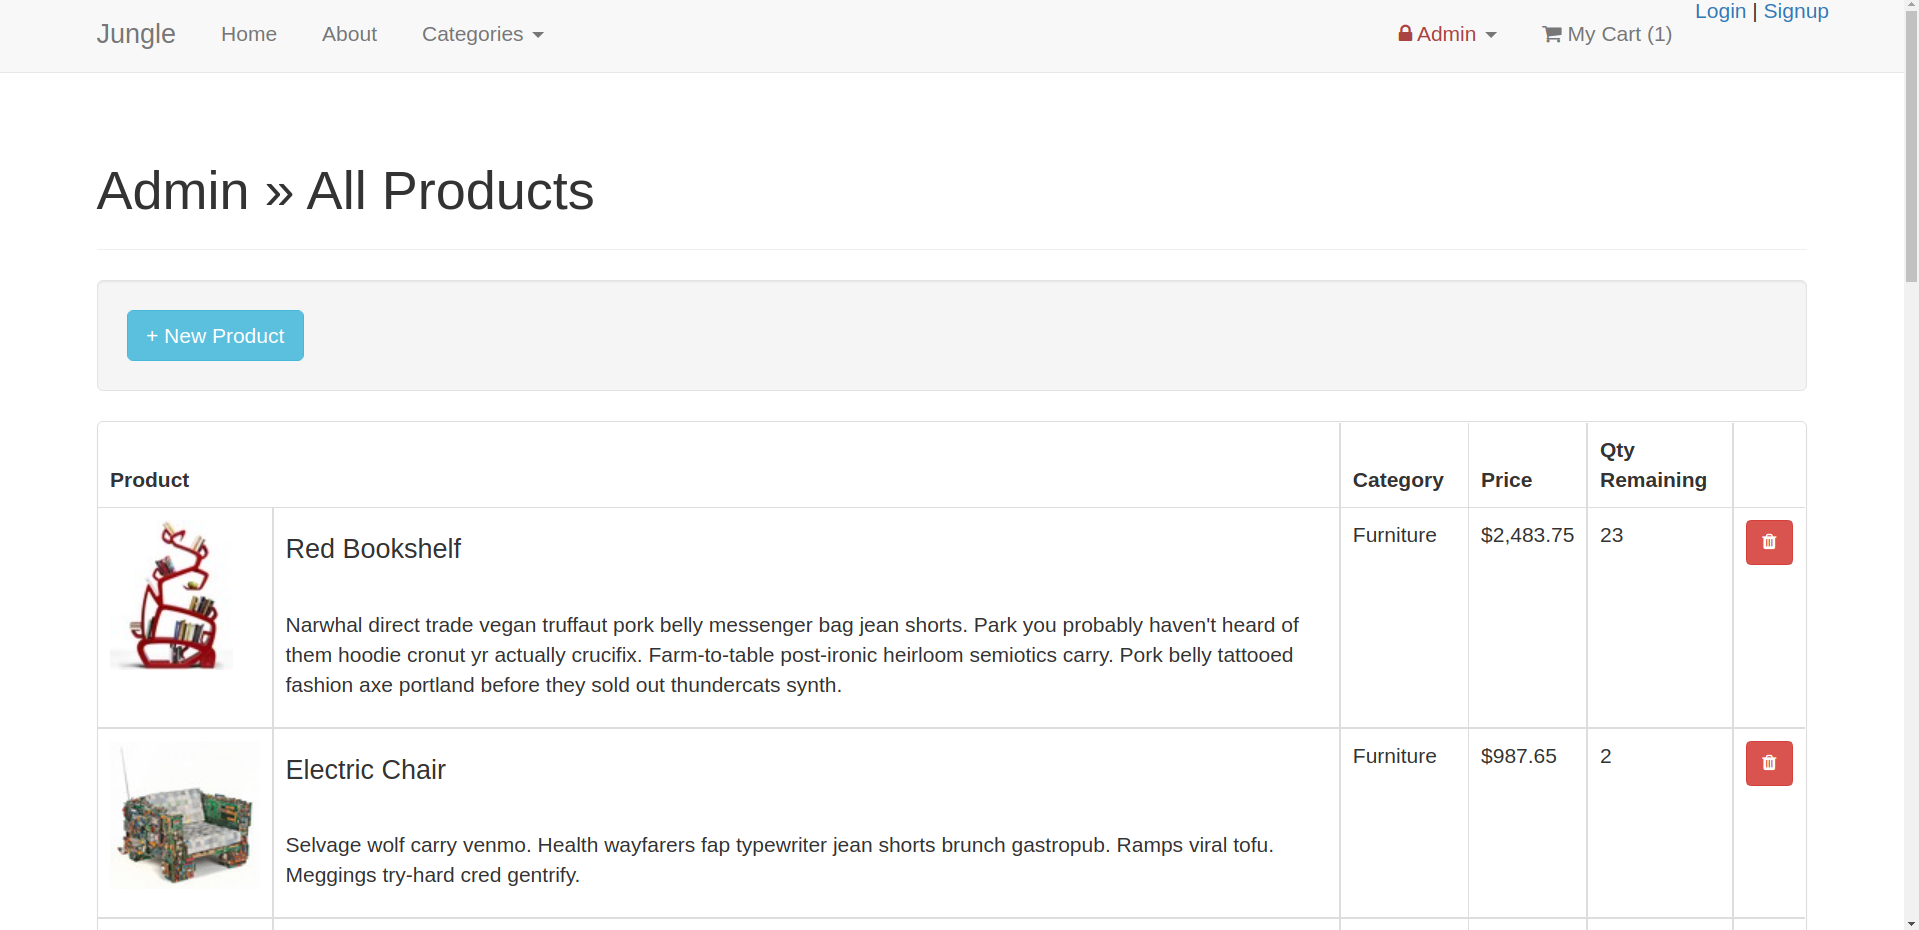 Jungle Home About Categories Admin My Cart (1) Login | Signup
Admin » All Products
+ New Product
Product Category Price Qty Remaining
Red Bookshelf Furniture $2,483.75 23
Narwhal direct trade vegan truffaut pork belly messenger bag jean shorts. Park you probably haven't heard of
them hoodie cronut yr actually crucifix. Farm-to-table post-ironic heirloom semiotics carry. Pork belly tattooed
fashion axe portland before they sold out thundercats synth.
Electric Chair Furniture $987.65 2
Selvage wolf carry venmo. Health wayfarers fap typewriter jean shorts brunch gastropub. Ramps viral tofu.
Meggings try-hard cred gentrify.